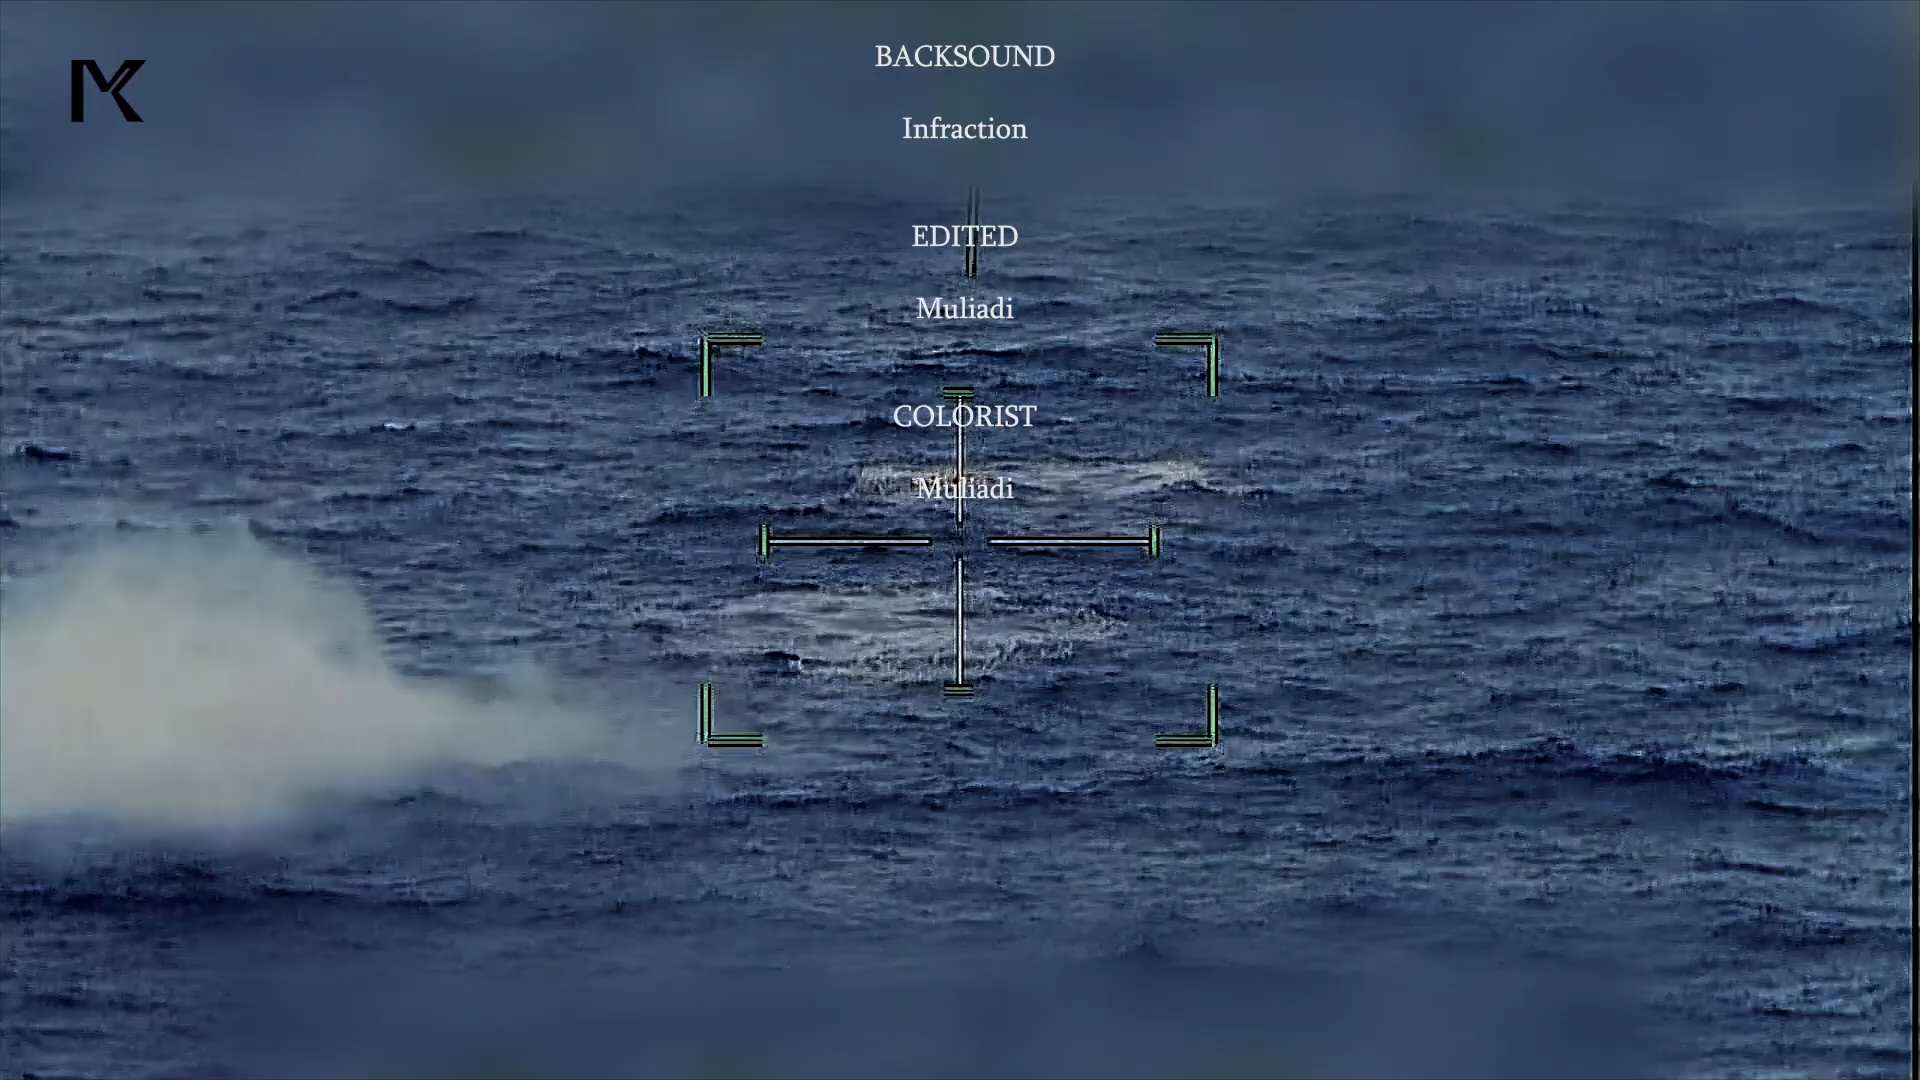 BACKSOUND
Infraction
EDITED
Muliadi
COLORIST
Muliadi